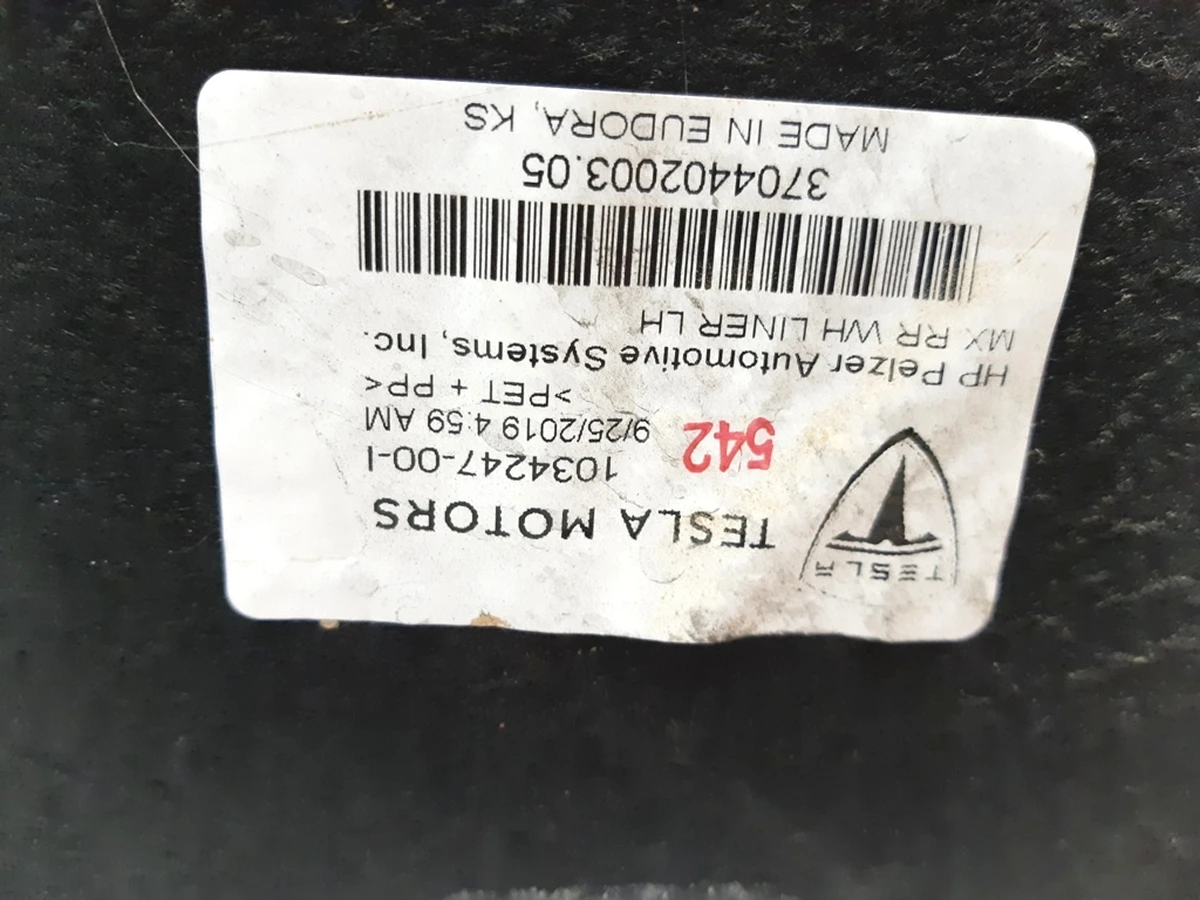 TESLA
TESLA MOTORS
1034247-00-I
542
9/25/2019 4:59 AM
>PET + PP<
HP Pelzer Automotive Systems, Inc.
MX RR WH LINER LH
3704402003.05
MADE IN EUDORA, KS